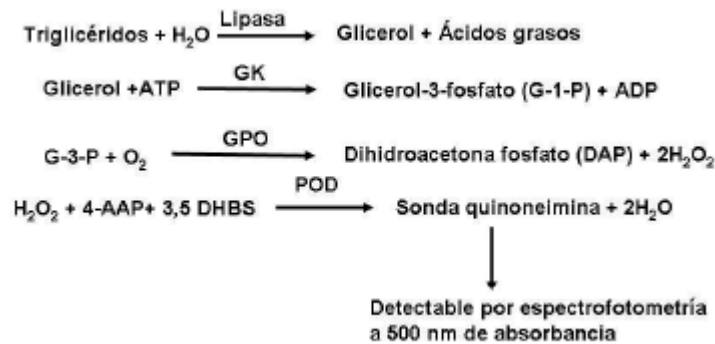 Triglicéridos + H₂O Lipasa Glicerol + Ácidos grasos
Glicerol +ATP GK Glicerol-3-fosfato (G-1-P) + ADP
G-3-P + O₂ GPO Dihidroacetona fosfato (DAP) + 2H₂O₂
H₂O₂ + 4-AAP+ 3,5 DHBS POD Sonda quinoneimina + 2H₂O
Detectable por espectrofotometría
a 500 nm de absorbancia